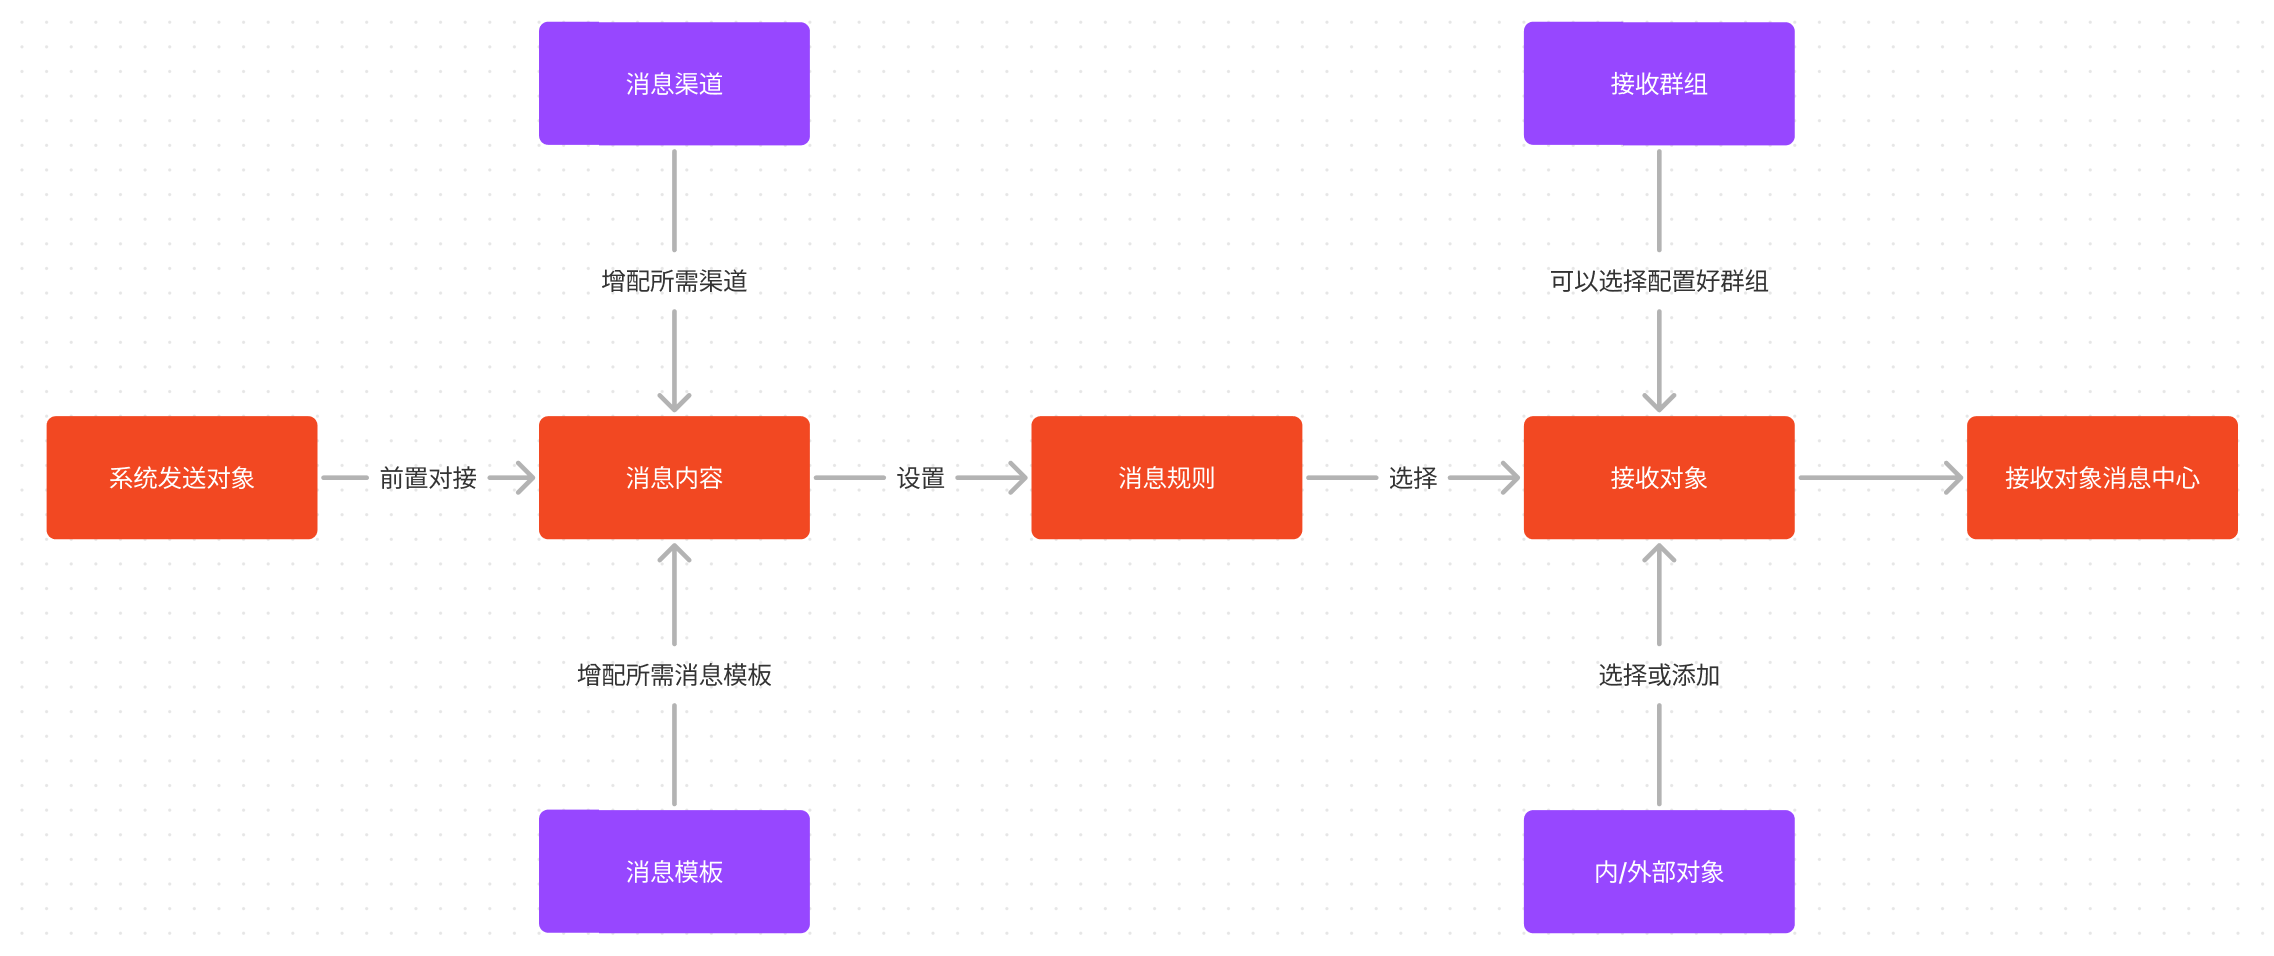 消息渠道
接收群组
增配所需渠道
可以选择配置好群组
系统发送对象
前置对接
消息内容
设置
消息规则
选择
接收对象
接收对象消息中心
增配所需消息模板
选择或添加
消息模板
内/外部对象